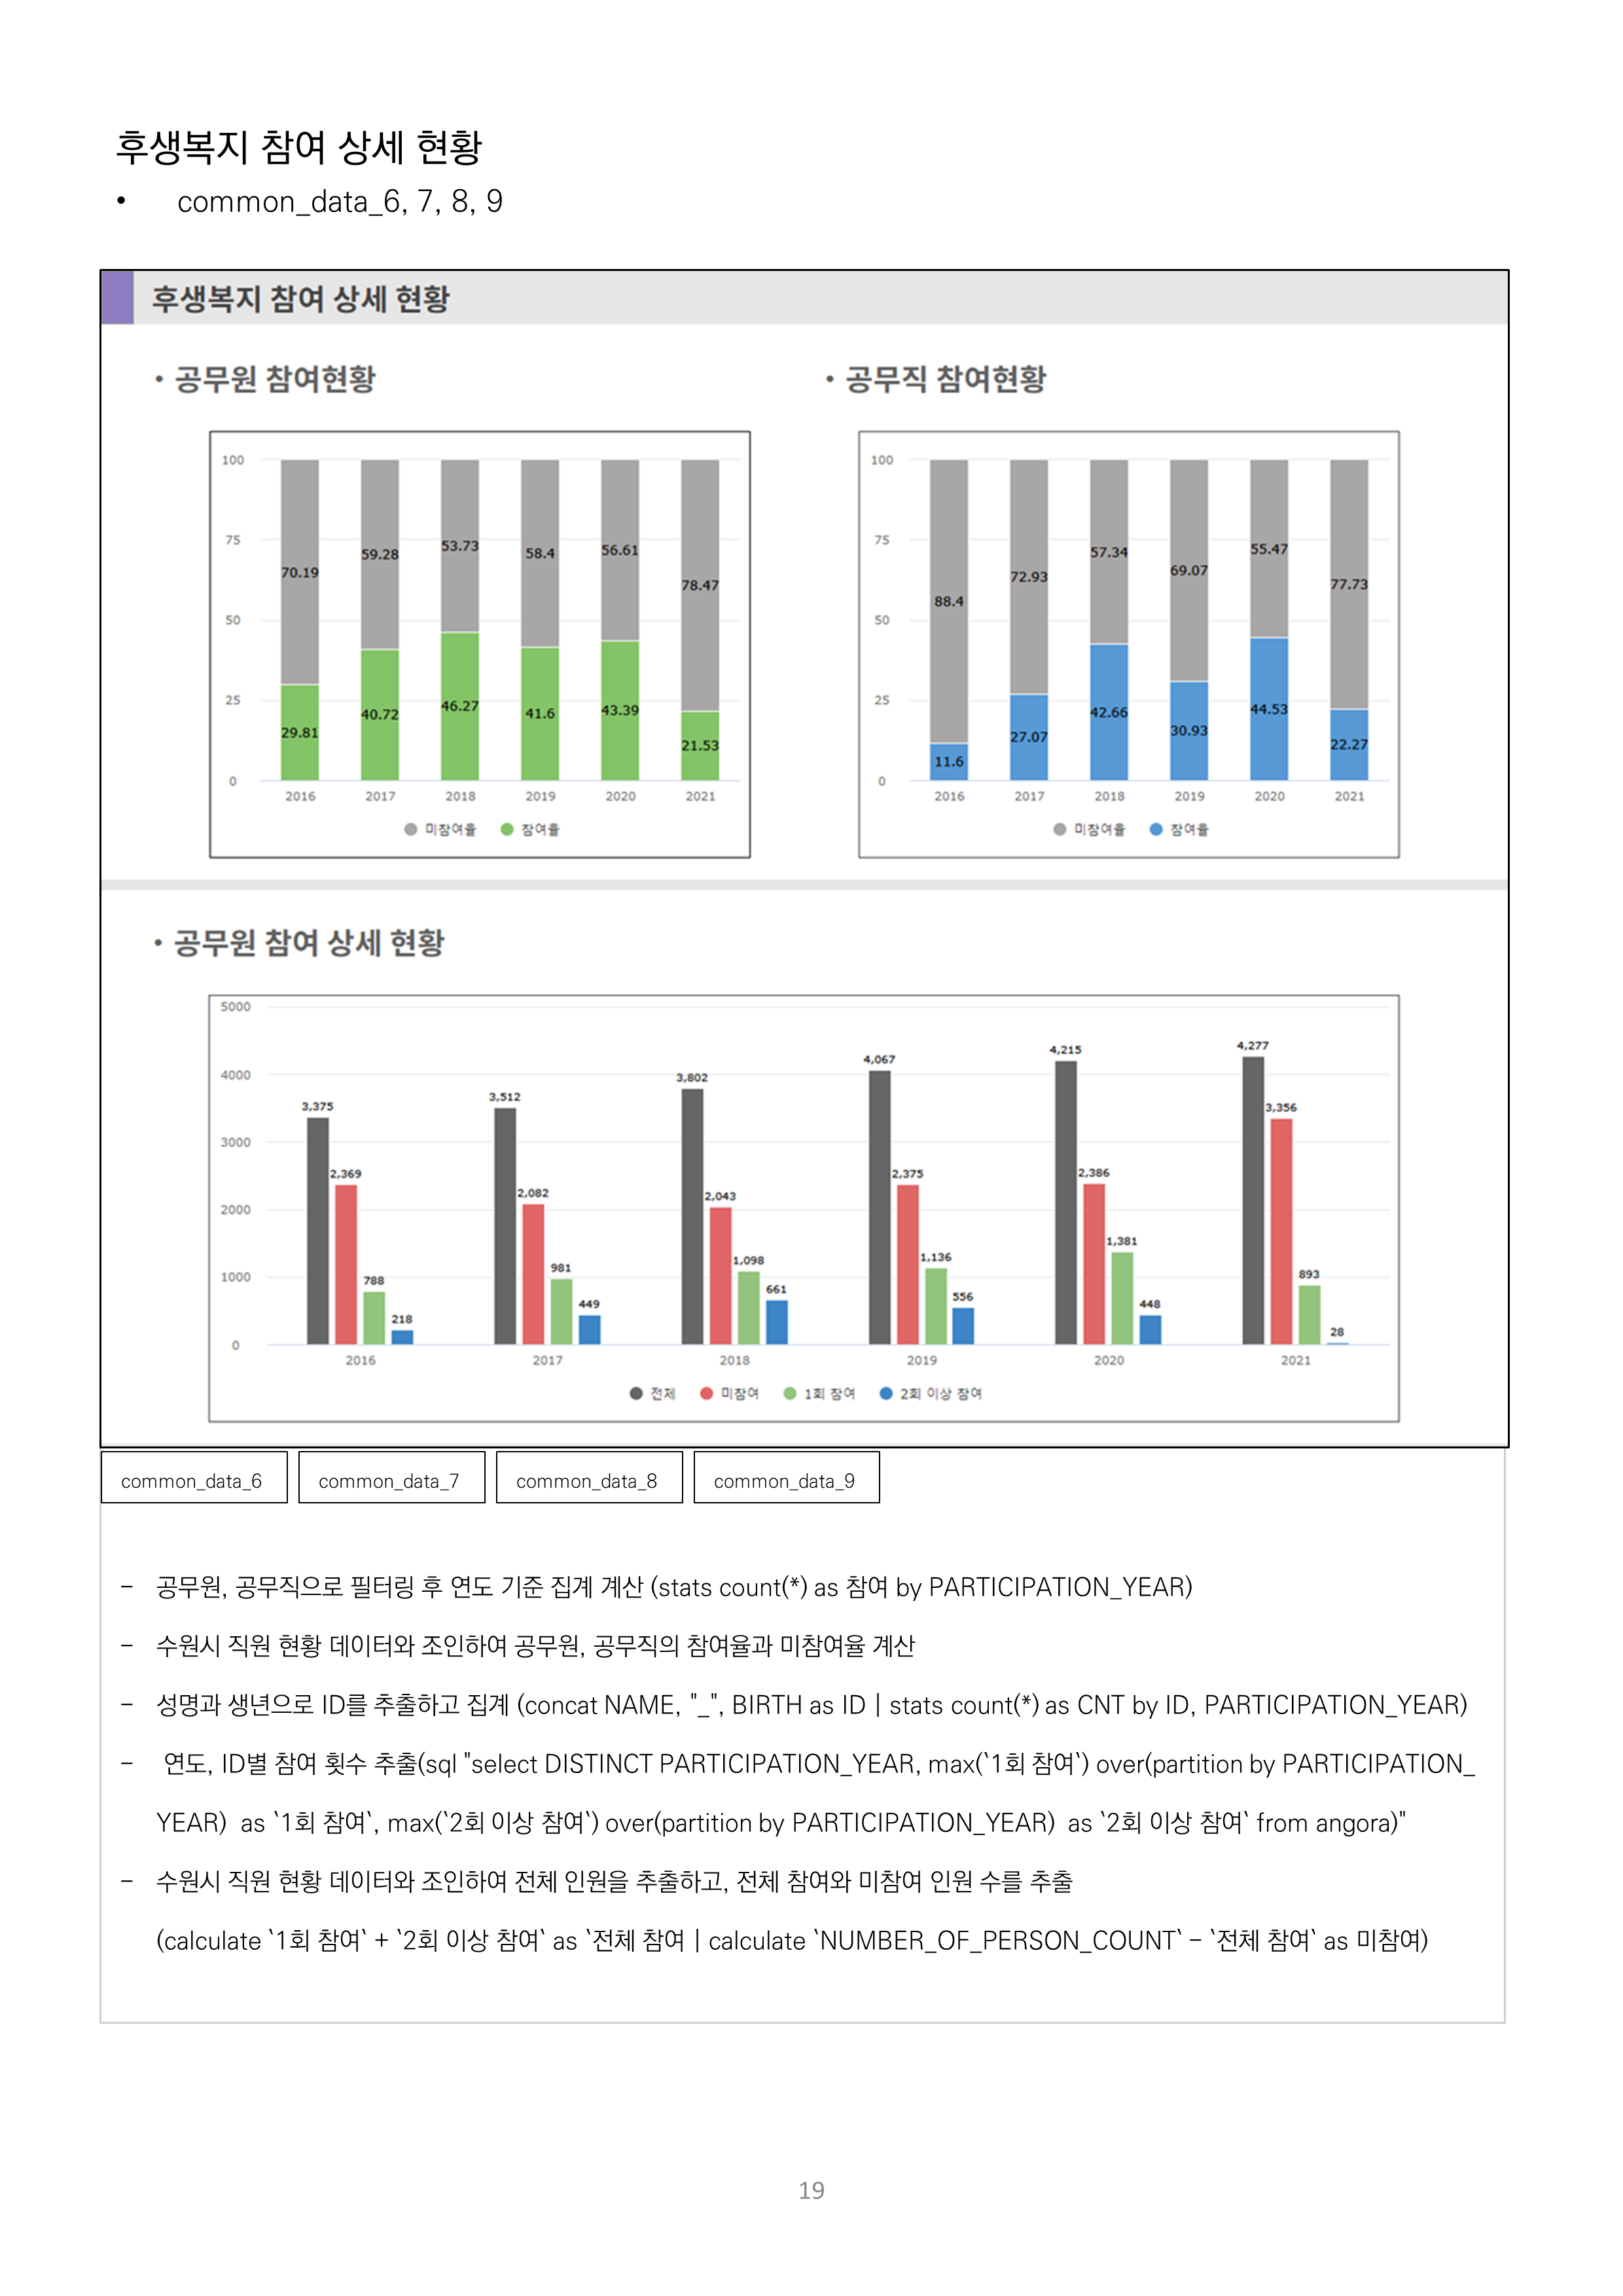 후생복지 참여 상세 현황
• common_data_6, 7, 8, 9
후생복지 참여 상세 현황
• 공무원 참여현황
100
75
50
25
0
70.19
59.28
53.73
58.4
56.61
78.47
29.81
40.72
46.27
41.6
43.39
21.53
2016 2017 2018 2019 2020 2021
미참여율 참여율
• 공무직 참여현황
100
75
50
25
0
88.4
72.93
57.34
69.07
55.47
77.73
11.6
27.07
42.66
30.93
44.53
22.27
2016 2017 2018 2019 2020 2021
미참여율 참여율
• 공무원 참여 상세 현황
5000
4000
3000
2000
1000
0
3,375 2,369 788 218
3,512 2,082 981 449
3,802 2,043 1,098 661
4,067 2,375 1,136 556
4,215 2,386 1,381 448
4,277 3,356 893 28
2016 2017 2018 2019 2020 2021
전체 미참여 1회 참여 2회 이상 참여
common_data_6 common_data_7 common_data_8 common_data_9
– 공무원, 공무직으로 필터링 후 연도 기준 집계 계산 (stats count(*) as 참여 by PARTICIPATION_YEAR)
– 수원시 직원 현황 데이터와 조인하여 공무원, 공무직의 참여율과 미참여율 계산
– 성명과 생년으로 ID를 추출하고 집계 (concat NAME, "_", BIRTH as ID | stats count(*) as CNT by ID, PARTICIPATION_YEAR)
– 연도, ID별 참여 횟수 추출(sql "select DISTINCT PARTICIPATION_YEAR, max(`1회 참여`) over(partition by PARTICIPATION_
YEAR) as `1회 참여`, max(`2회 이상 참여`) over(partition by PARTICIPATION_YEAR) as `2회 이상 참여` from angora)"
– 수원시 직원 현황 데이터와 조인하여 전체 인원을 추출하고, 전체 참여와 미참여 인원 수를 추출
(calculate `1회 참여` + `2회 이상 참여` as `전체 참여 | calculate `NUMBER_OF_PERSON_COUNT` – `전체 참여` as 미참여)
19